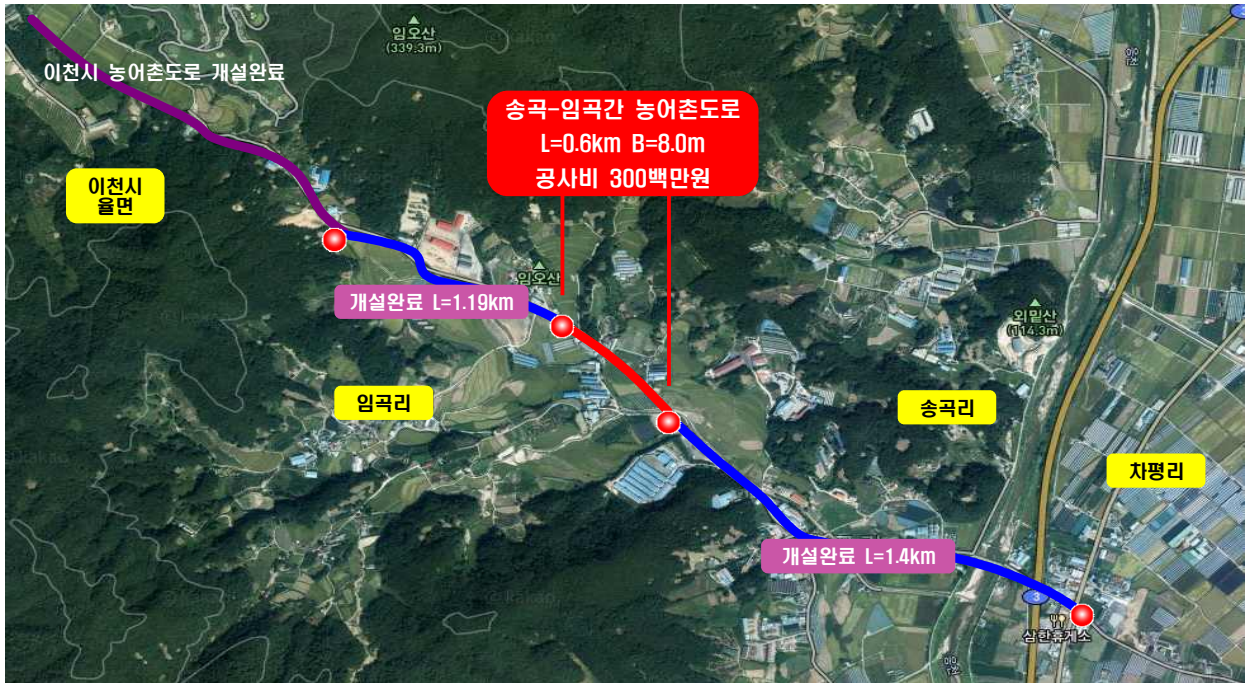 임오산
(339.3m)
이천시 농어촌도로 개설완료
송곡-임곡간 농어촌도로
L=0.6km B=8.0m
공사비 300백만원
이천시
율면
임오산
개설완료 L=1.19km
외밑산
(114.3m)
임곡리
송곡리
차평리
개설완료 L=1.4km
3
삼한휴게소
kakao